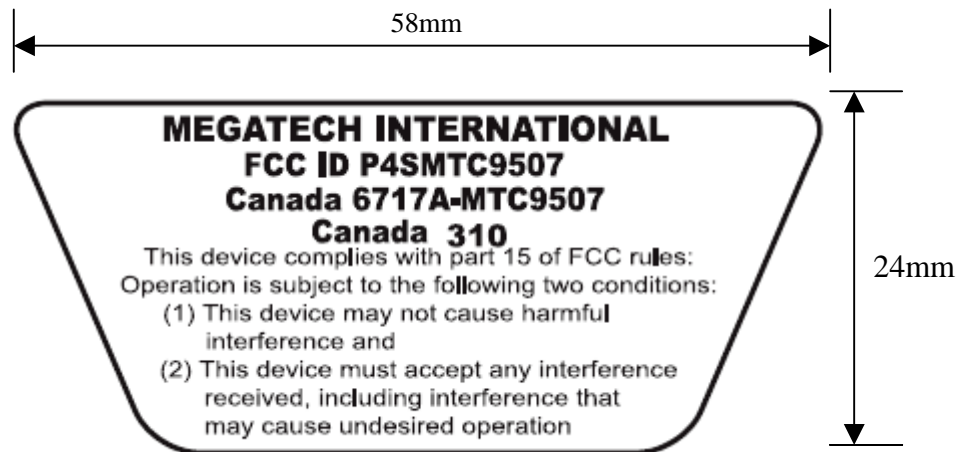 58mm
MEGATECH INTERNATIONAL
FCC ID P4SMTC9507
Canada 6717A-MTC9507
Canada 310
This device complies with part 15 of FCC rules:
Operation is subject to the following two conditions:
(1) This device may not cause harmful
interference and
(2) This device must accept any interference
received, including interference that
may cause undesired operation
24mm